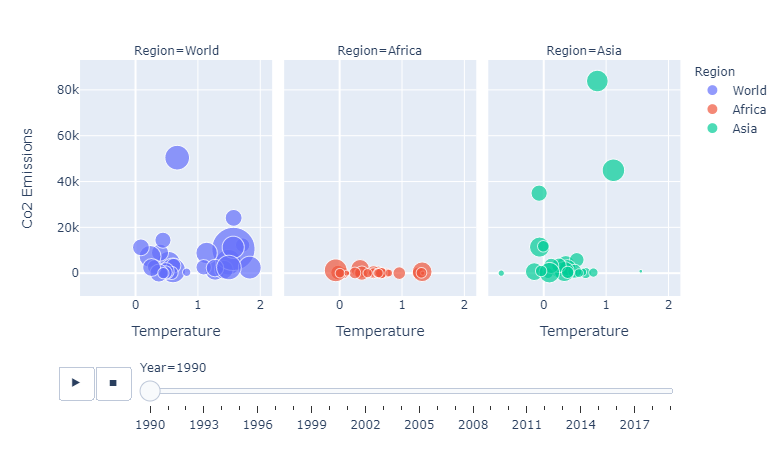 Region=World Region=Africa Region=Asia
Region
World
Africa
Asia
Co2 Emissions
80k
60k
40k
20k
0
0 1 2 0 1 2 0 1 2
Temperature Temperature Temperature
Year=1990
1990 1993 1996 1999 2002 2005 2008 2011 2014 2017